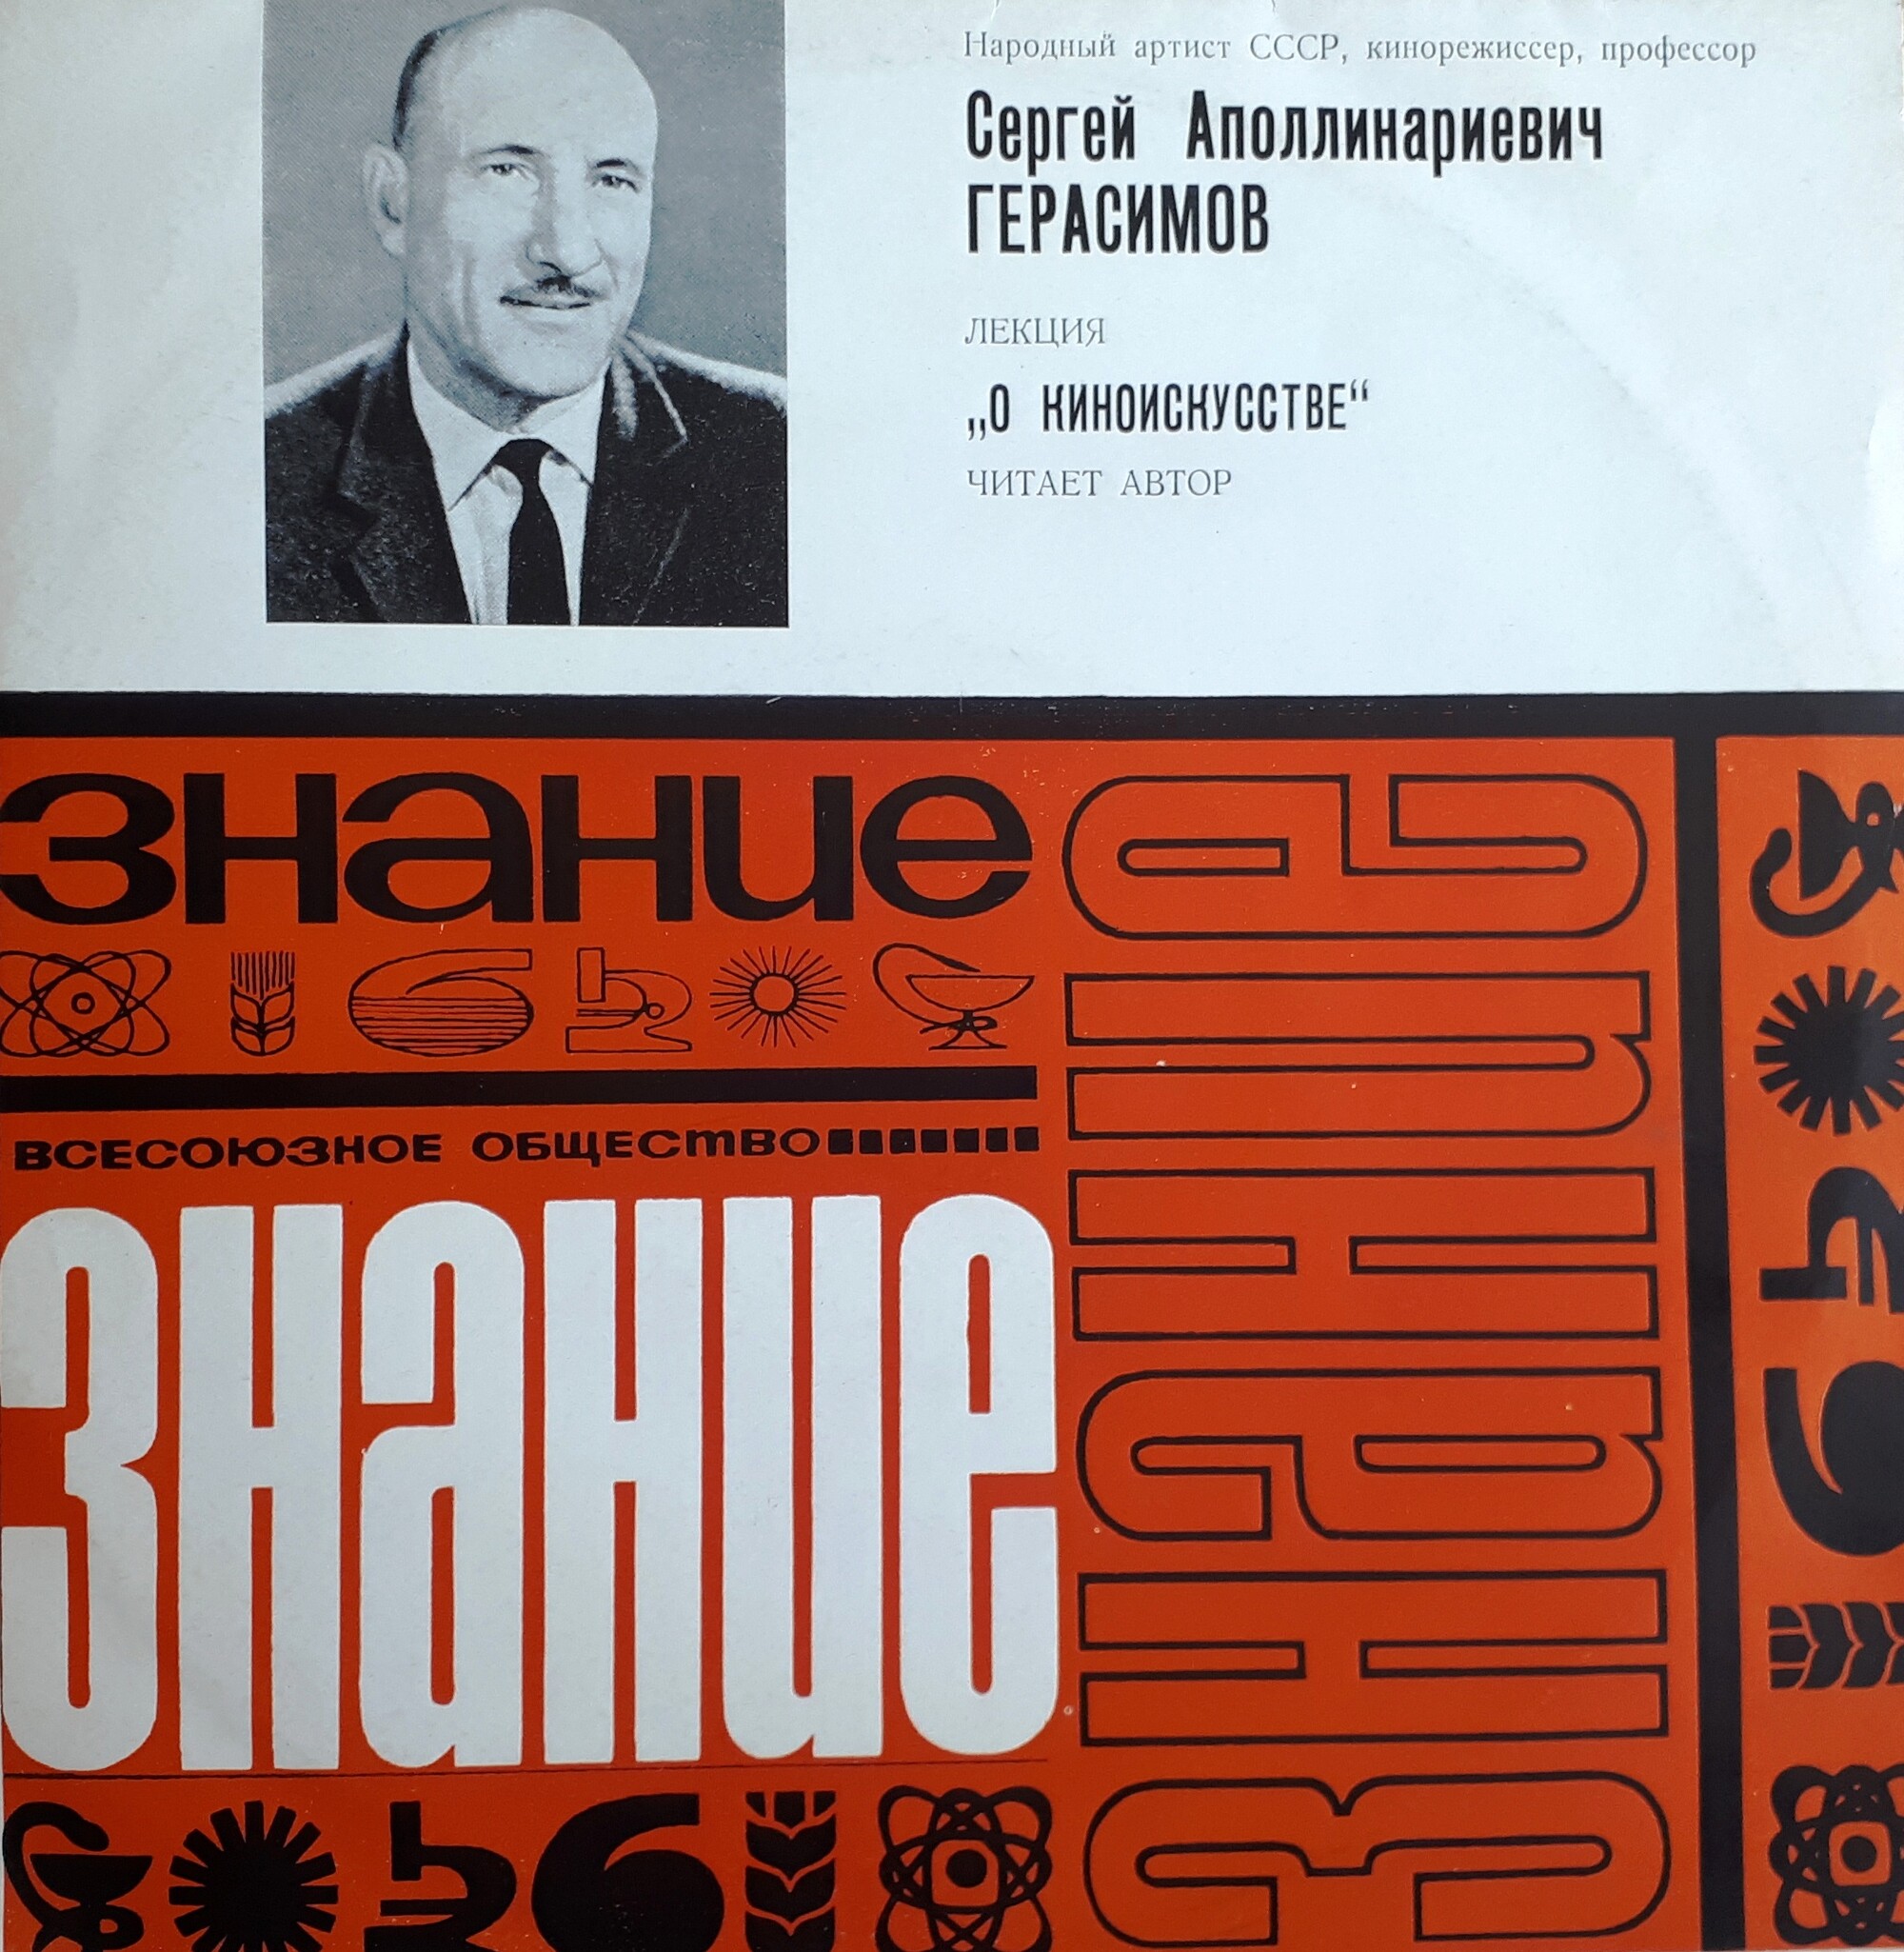 Народный артист СССР, кинорежиссер, профессор
Сергей Аполлинариевич
ГЕРАСИМОВ
ЛЕКЦИЯ
„О КИНОИСКУССТВЕ“
ЧИТАЕТ АВТОР
знание
знание
ВСЕСОЮЗНОЕ ОБЩЕСТВО
знание